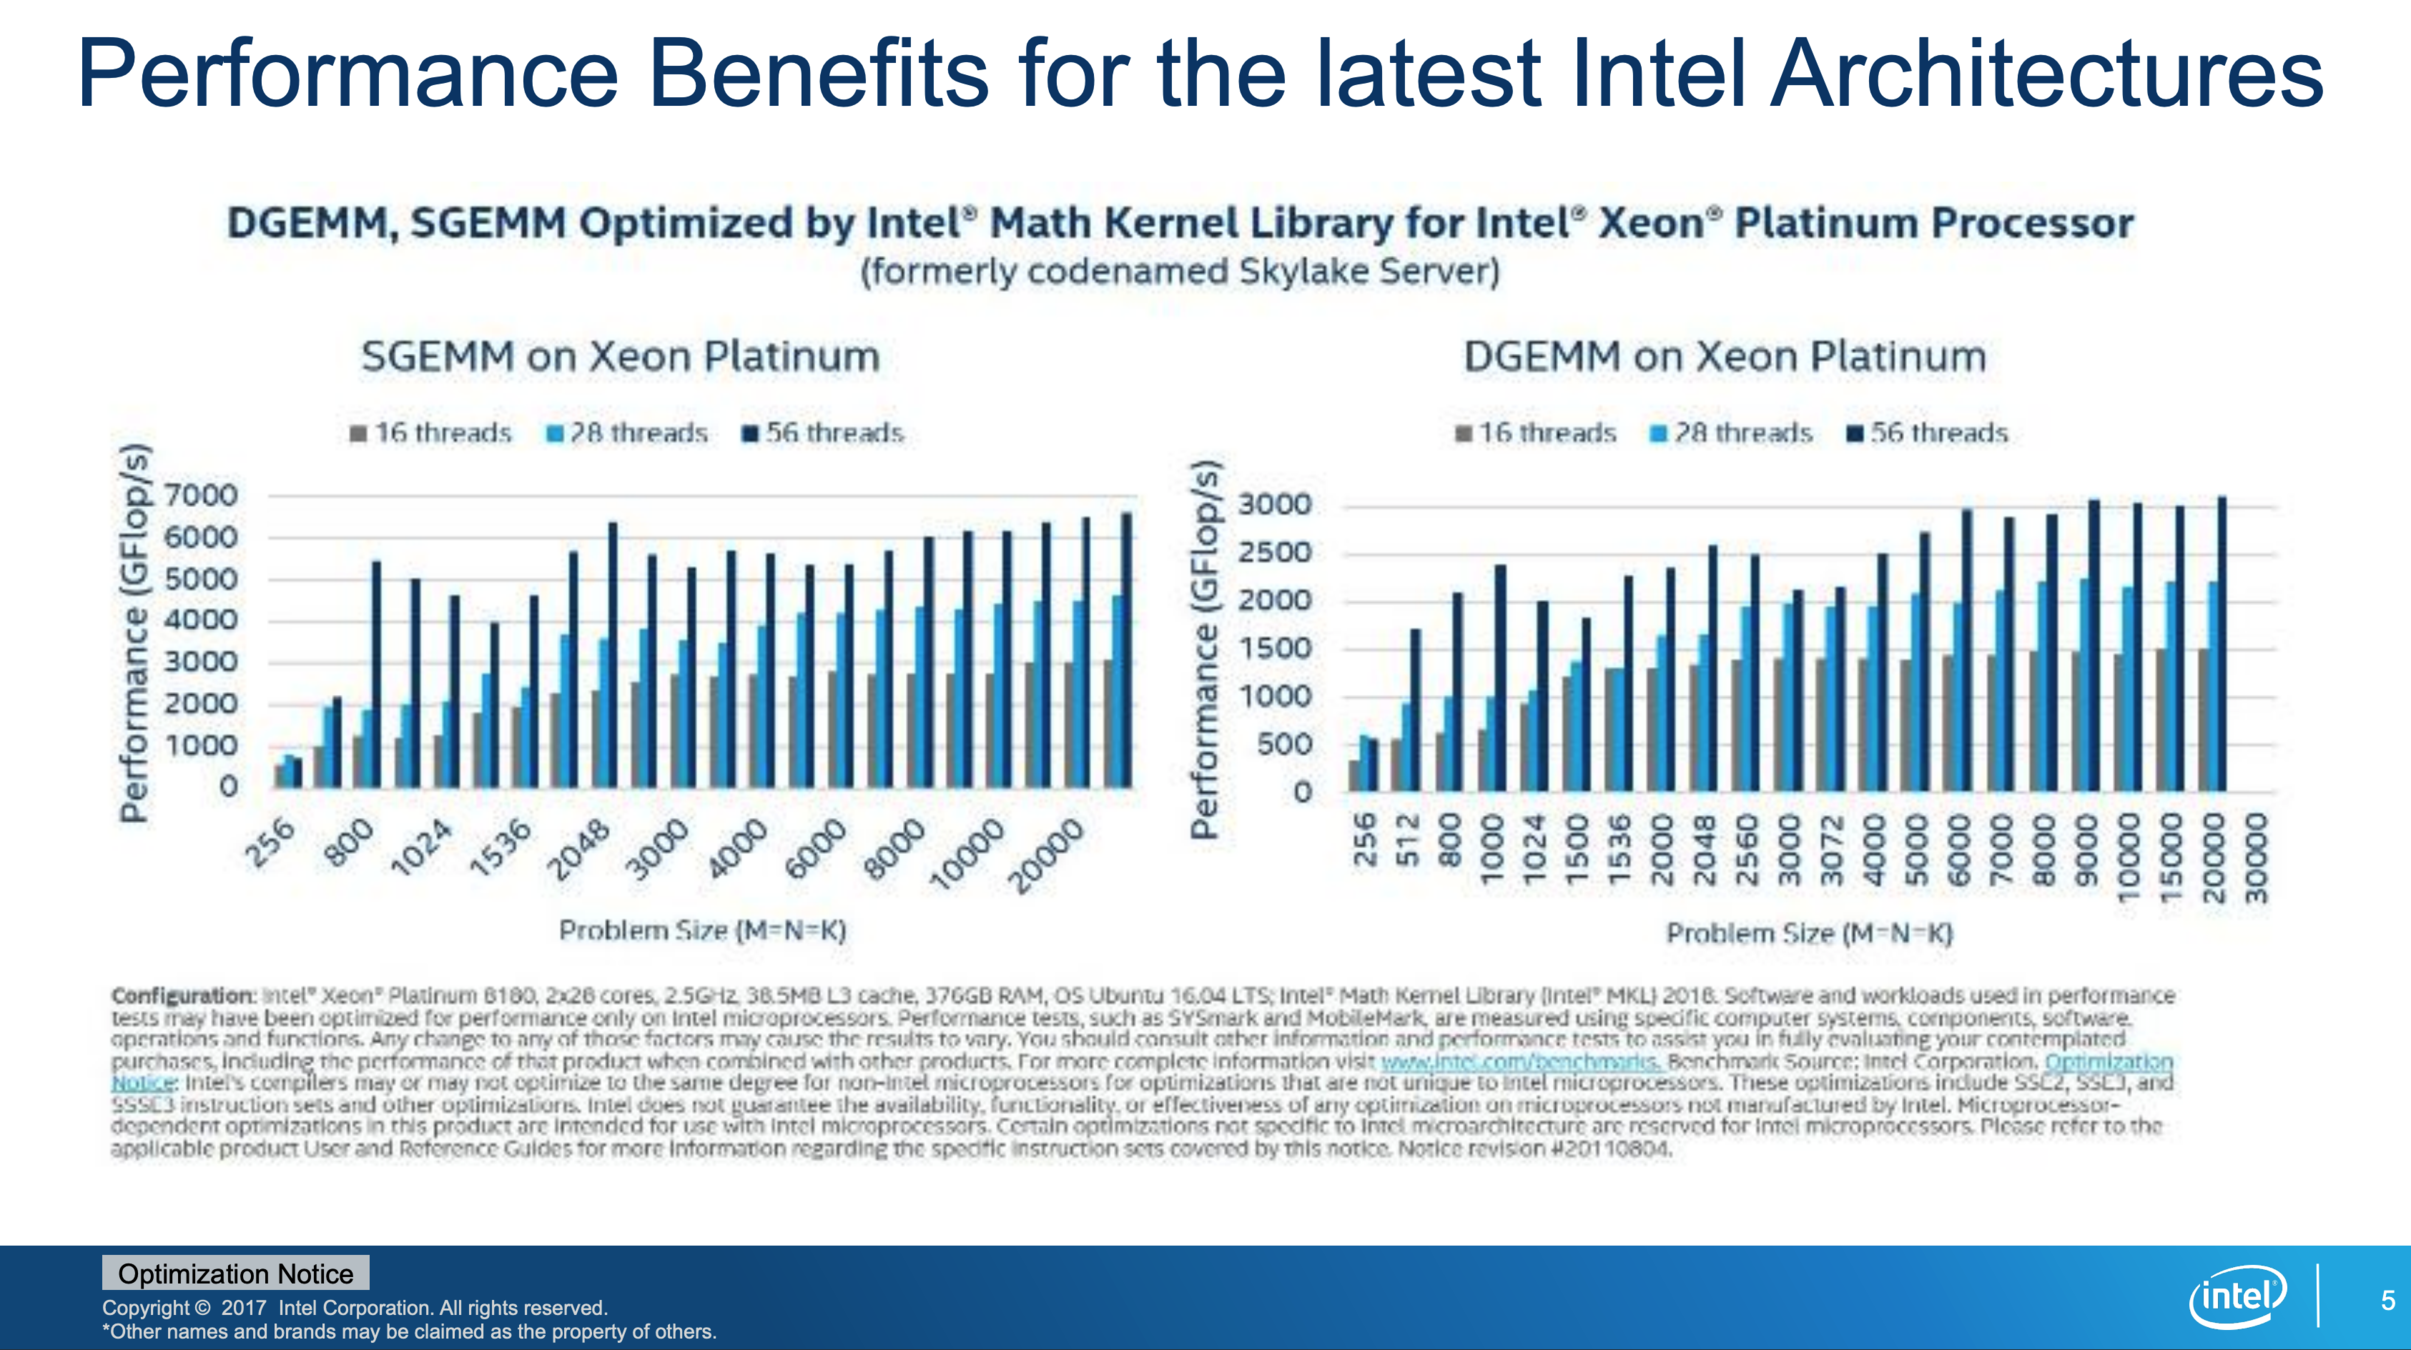 Performance Benefits for the latest Intel Architectures
DGEMM, SGEMM Optimized by Intel® Math Kernel Library for Intel® Xeon® Platinum Processor
(formerly codenamed Skylake Server)
SGEMM on Xeon Platinum
16 threads 28 threads 56 threads
Performance (GFlop/s)
7000
6000
5000
4000
3000
2000
1000
0
256 800 1024 1536 2048 3000 4000 6000 8000 10000 20000
Problem Size (M=N=K)
DGEMM on Xeon Platinum
16 threads 28 threads 56 threads
Performance (GFlop/s)
3000
2500
2000
1500
1000
500
0
256 512 800 1000 1024 1500 1536 2000 2048 2560 3000 3072 4000 5000 6000 7000 8000 9000 10000 15000 20000 30000
Problem Size (M=N=K)
Configuration: Intel® Xeon® Platinum 8180, 2x28 cores, 2.5GHz, 38.5MB L3 cache, 376GB RAM, OS Ubuntu 16.04 LTS; Intel® Math Kernel Library (Intel® MKL) 2018. Software and workloads used in performance
tests may have been optimized for performance only on Intel microprocessors. Performance tests, such as SYSmark and MobileMark, are measured using specific computer systems, components, software,
operations and functions. Any change to any of those factors may cause the results to vary. You should consult other information and performance tests to assist you in fully evaluating your contemplated
purchases, including the performance of that product when combined with other products. For more complete information visit www.intel.com/benchmarks. Benchmark Source: Intel Corporation. Optimization
Notice: Intel's compilers may or may not optimize to the same degree for non-Intel microprocessors for optimizations that are not unique to Intel microprocessors. These optimizations include SSE2, SSE3, and
SSSE3 instruction sets and other optimizations. Intel does not guarantee the availability, functionality, or effectiveness of any optimization on microprocessors not manufactured by Intel. Microprocessor-
dependent optimizations in this product are intended for use with Intel microprocessors. Certain optimizations not specific to Intel microarchitecture are reserved for Intel microprocessors. Please refer to the
applicable product User and Reference Guides for more information regarding the specific instruction sets covered by this notice. Notice revision #20110804.
Optimization Notice
Copyright © 2017 Intel Corporation. All rights reserved.
*Other names and brands may be claimed as the property of others.
intel®
5